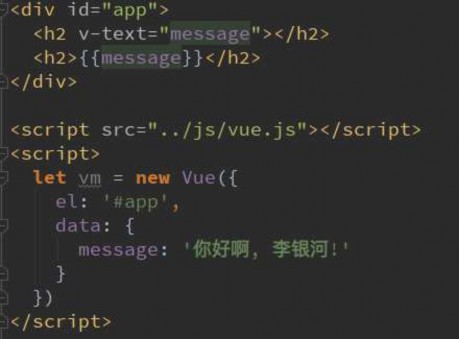 <div id="app">
  <h2 v-text="message"></h2>
  <h2>{{message}}</h2>
</div>

<script src="../js/vue.js"></script>
<script>
  let vm = new Vue({
    el: '#app',
    data: {
      message: '你好啊, 李银河!'
    }
  })
</script>